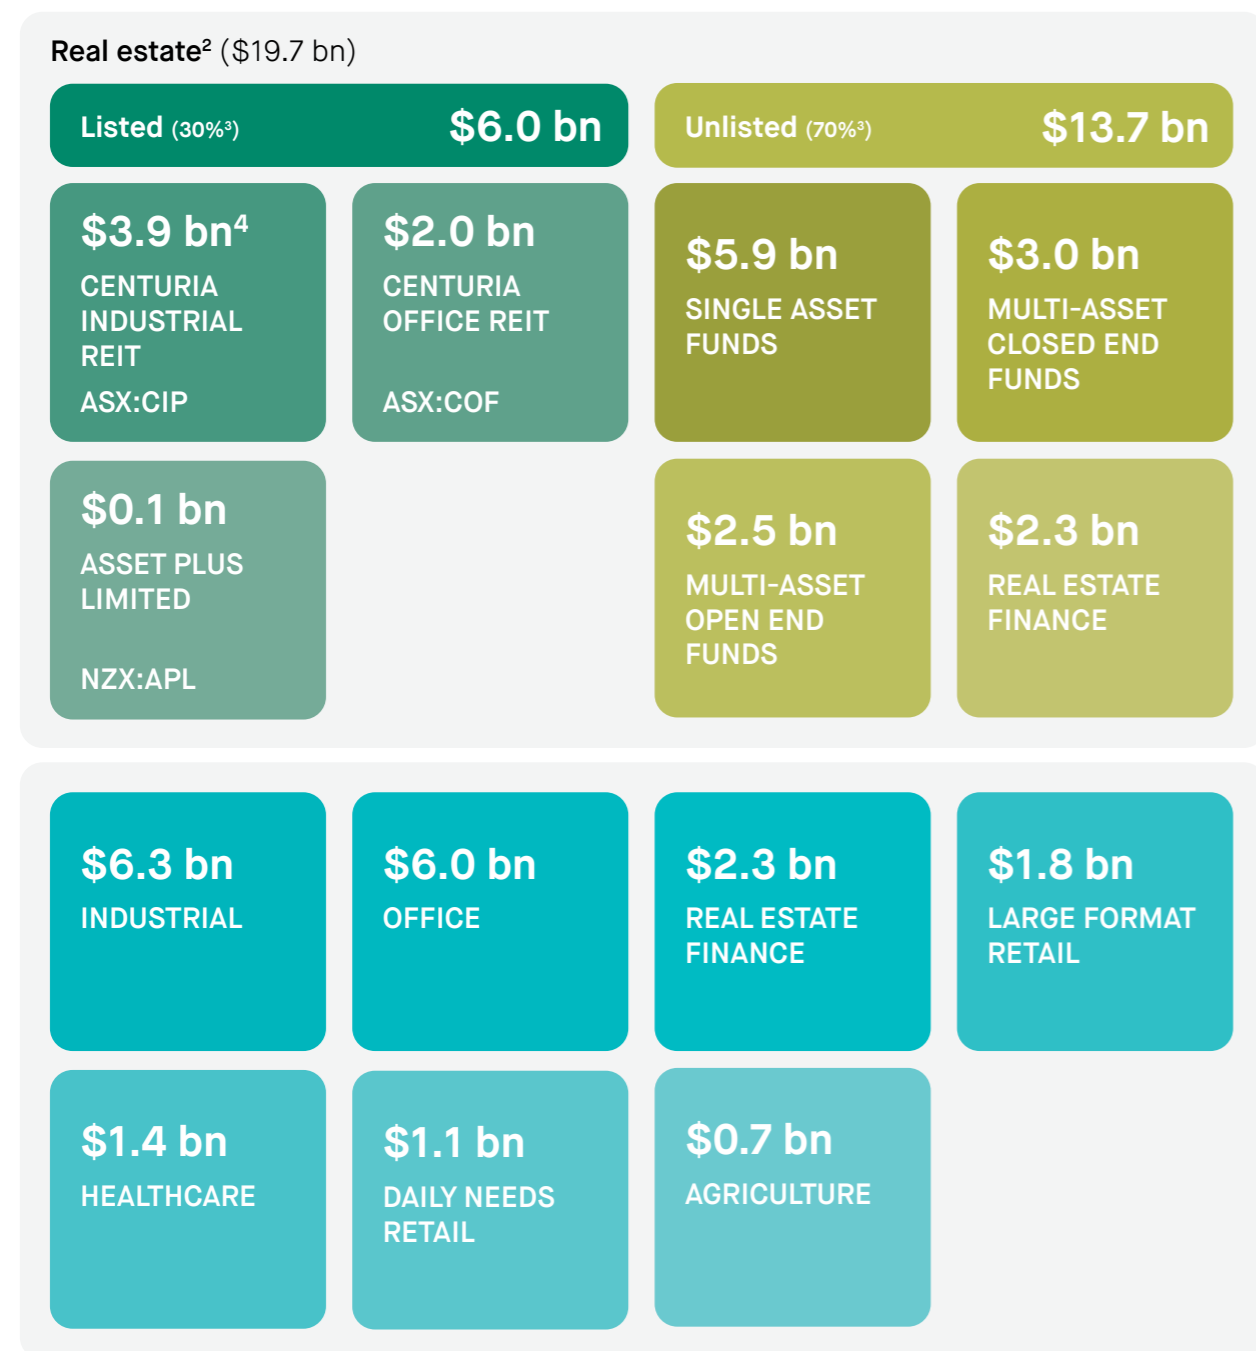 Real estate² ($19.7 bn)
Listed (30%³) $6.0 bn
Unlisted (70%³) $13.7 bn
$3.9 bn⁴
CENTURIA
INDUSTRIAL
REIT
ASX:CIP
$2.0 bn
CENTURIA
OFFICE REIT
ASX:COF
$5.9 bn
SINGLE ASSET
FUNDS
$3.0 bn
MULTI-ASSET
CLOSED END
FUNDS
$0.1 bn
ASSET PLUS
LIMITED
NZX:APL
$2.5 bn
MULTI-ASSET
OPEN END
FUNDS
$2.3 bn
REAL ESTATE
FINANCE
$6.3 bn
INDUSTRIAL
$6.0 bn
OFFICE
$2.3 bn
REAL ESTATE
FINANCE
$1.8 bn
LARGE FORMAT
RETAIL
$1.4 bn
HEALTHCARE
$1.1 bn
DAILY NEEDS
RETAIL
$0.7 bn
AGRICULTURE